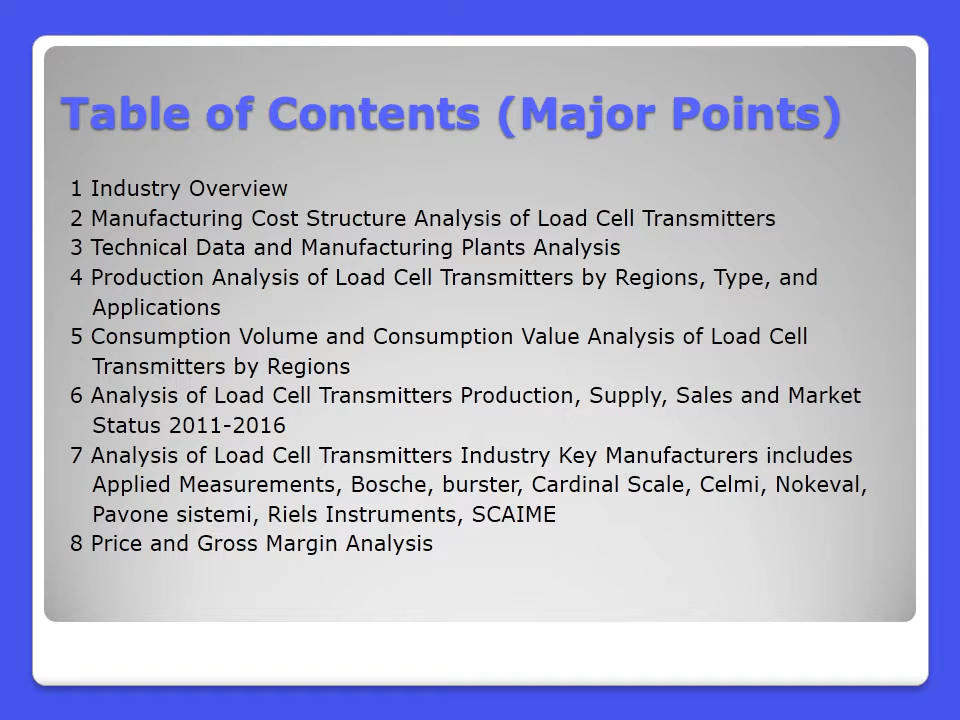 Table of Contents (Major Points)
1 Industry Overview
2 Manufacturing Cost Structure Analysis of Load Cell Transmitters
3 Technical Data and Manufacturing Plants Analysis
4 Production Analysis of Load Cell Transmitters by Regions, Type, and
Applications
5 Consumption Volume and Consumption Value Analysis of Load Cell
Transmitters by Regions
6 Analysis of Load Cell Transmitters Production, Supply, Sales and Market
Status 2011-2016
7 Analysis of Load Cell Transmitters Industry Key Manufacturers includes
Applied Measurements, Bosche, burster, Cardinal Scale, Celmi, Nokeval,
Pavone sistemi, Riels Instruments, SCAIME
8 Price and Gross Margin Analysis